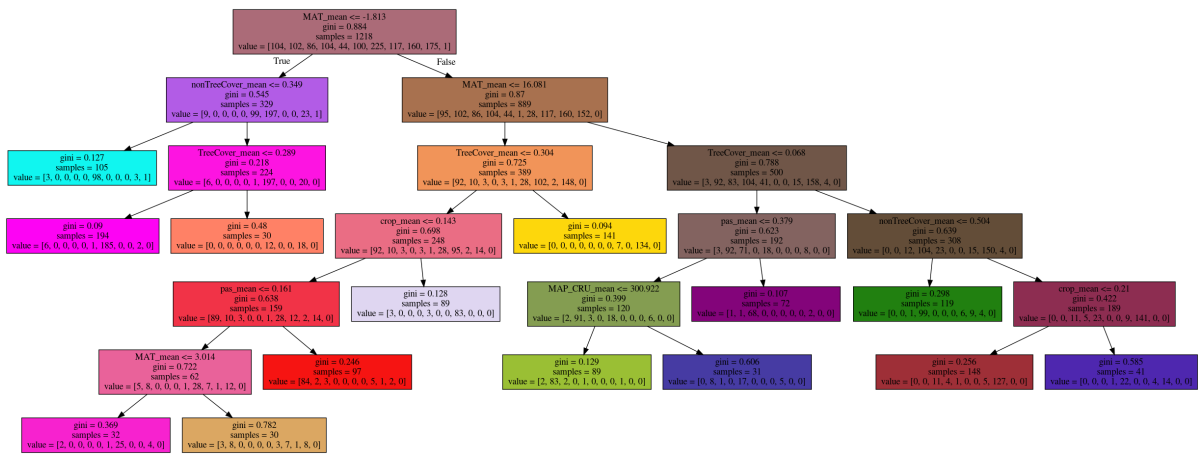 MAT_mean <= -1.813
gini = 0.884
samples = 1218
value = [104, 102, 86, 104, 44, 100, 225, 117, 160, 175, 1]
True
False
nonTreeCover_mean <= 0.349
gini = 0.545
samples = 329
value = [9, 0, 0, 0, 0, 99, 197, 0, 0, 23, 1]
MAT_mean <= 16.081
gini = 0.87
samples = 889
value = [95, 102, 86, 104, 44, 1, 28, 117, 160, 152, 0]
gini = 0.127
samples = 105
value = [3, 0, 0, 0, 0, 98, 0, 0, 0, 3, 1]
TreeCover_mean <= 0.289
gini = 0.218
samples = 224
value = [6, 0, 0, 0, 0, 1, 197, 0, 0, 20, 0]
TreeCover_mean <= 0.304
gini = 0.725
samples = 389
value = [92, 10, 3, 0, 3, 1, 28, 102, 2, 148, 0]
TreeCover_mean <= 0.068
gini = 0.788
samples = 500
value = [3, 92, 83, 104, 41, 0, 0, 15, 158, 4, 0]
gini = 0.09
samples = 194
value = [6, 0, 0, 0, 0, 1, 185, 0, 0, 2, 0]
gini = 0.48
samples = 30
value = [0, 0, 0, 0, 0, 0, 12, 0, 0, 18, 0]
crop_mean <= 0.143
gini = 0.698
samples = 248
value = [92, 10, 3, 0, 3, 1, 28, 95, 2, 14, 0]
gini = 0.094
samples = 141
value = [0, 0, 0, 0, 0, 0, 0, 7, 0, 134, 0]
pas_mean <= 0.379
gini = 0.623
samples = 192
value = [3, 92, 71, 0, 18, 0, 0, 0, 8, 0, 0]
nonTreeCover_mean <= 0.504
gini = 0.639
samples = 308
value = [0, 0, 12, 104, 23, 0, 0, 15, 150, 4, 0]
pas_mean <= 0.161
gini = 0.638
samples = 159
value = [89, 10, 3, 0, 0, 1, 28, 12, 2, 14, 0]
gini = 0.128
samples = 89
value = [3, 0, 0, 0, 3, 0, 0, 83, 0, 0, 0]
MAP_CRU_mean <= 300.922
gini = 0.399
samples = 120
value = [2, 91, 3, 0, 18, 0, 0, 0, 6, 0, 0]
gini = 0.107
samples = 72
value = [1, 1, 68, 0, 0, 0, 0, 0, 2, 0, 0]
gini = 0.298
samples = 119
value = [0, 0, 1, 99, 0, 0, 0, 6, 9, 4, 0]
crop_mean <= 0.21
gini = 0.422
samples = 189
value = [0, 0, 11, 5, 23, 0, 0, 9, 141, 0, 0]
MAT_mean <= 3.014
gini = 0.722
samples = 62
value = [5, 8, 0, 0, 0, 1, 28, 7, 1, 12, 0]
gini = 0.246
samples = 97
value = [84, 2, 3, 0, 0, 0, 0, 5, 1, 2, 0]
gini = 0.129
samples = 89
value = [2, 83, 2, 0, 1, 0, 0, 0, 1, 0, 0]
gini = 0.606
samples = 31
value = [0, 8, 1, 0, 17, 0, 0, 0, 5, 0, 0]
gini = 0.256
samples = 148
value = [0, 0, 11, 4, 1, 0, 0, 5, 127, 0, 0]
gini = 0.585
samples = 41
value = [0, 0, 0, 1, 22, 0, 0, 4, 14, 0, 0]
gini = 0.369
samples = 32
value = [2, 0, 0, 0, 0, 1, 25, 0, 0, 4, 0]
gini = 0.782
samples = 30
value = [3, 8, 0, 0, 0, 0, 3, 7, 1, 8, 0]